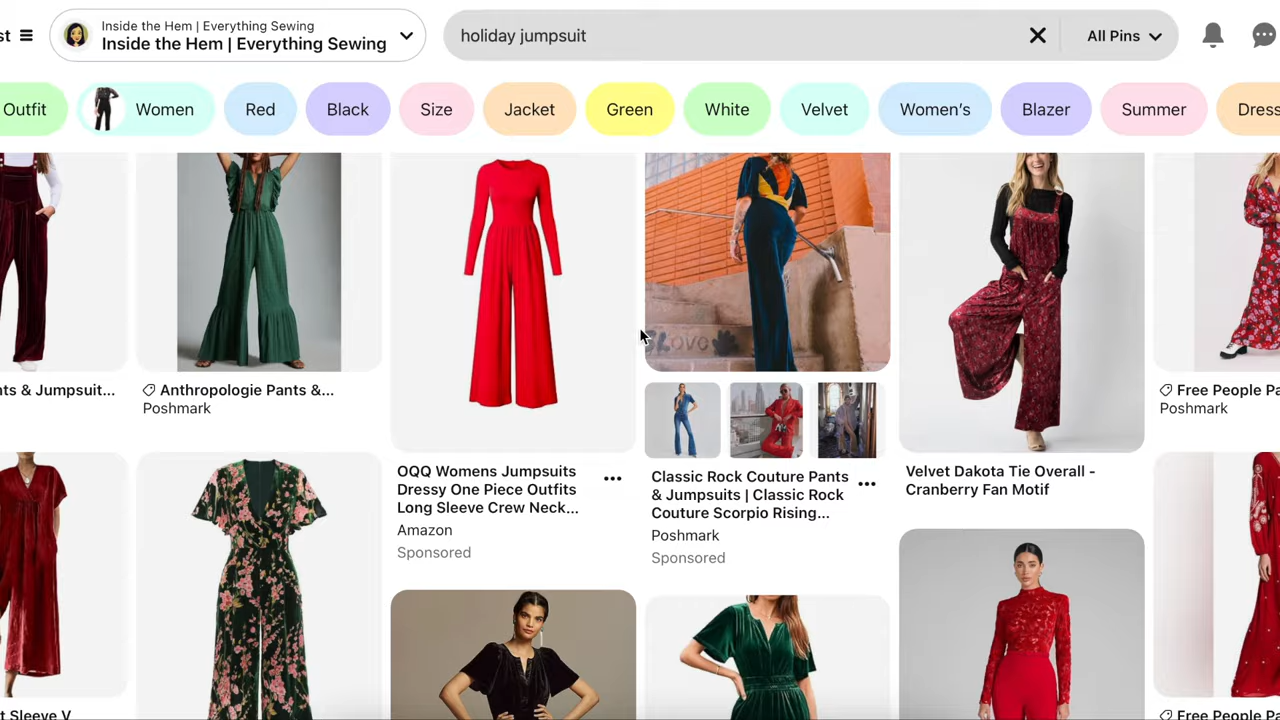 st
Inside the Hem | Everything Sewing
Inside the Hem | Everything Sewing
holiday jumpsuit
All Pins
Outfit
Women
Red
Black
Size
Jacket
Green
White
Velvet
Women's
Blazer
Summer
Dress
nts & Jumpsuit...
Anthropologie Pants &...
Poshmark
OQQ Womens Jumpsuits
Dressy One Piece Outfits
Long Sleeve Crew Neck...
Amazon
Sponsored
Classic Rock Couture Pants
& Jumpsuits | Classic Rock
Couture Scorpio Rising...
Poshmark
Sponsored
Velvet Dakota Tie Overall -
Cranberry Fan Motif
Free People Pa
Poshmark
t Sleeve V
Free People Pa